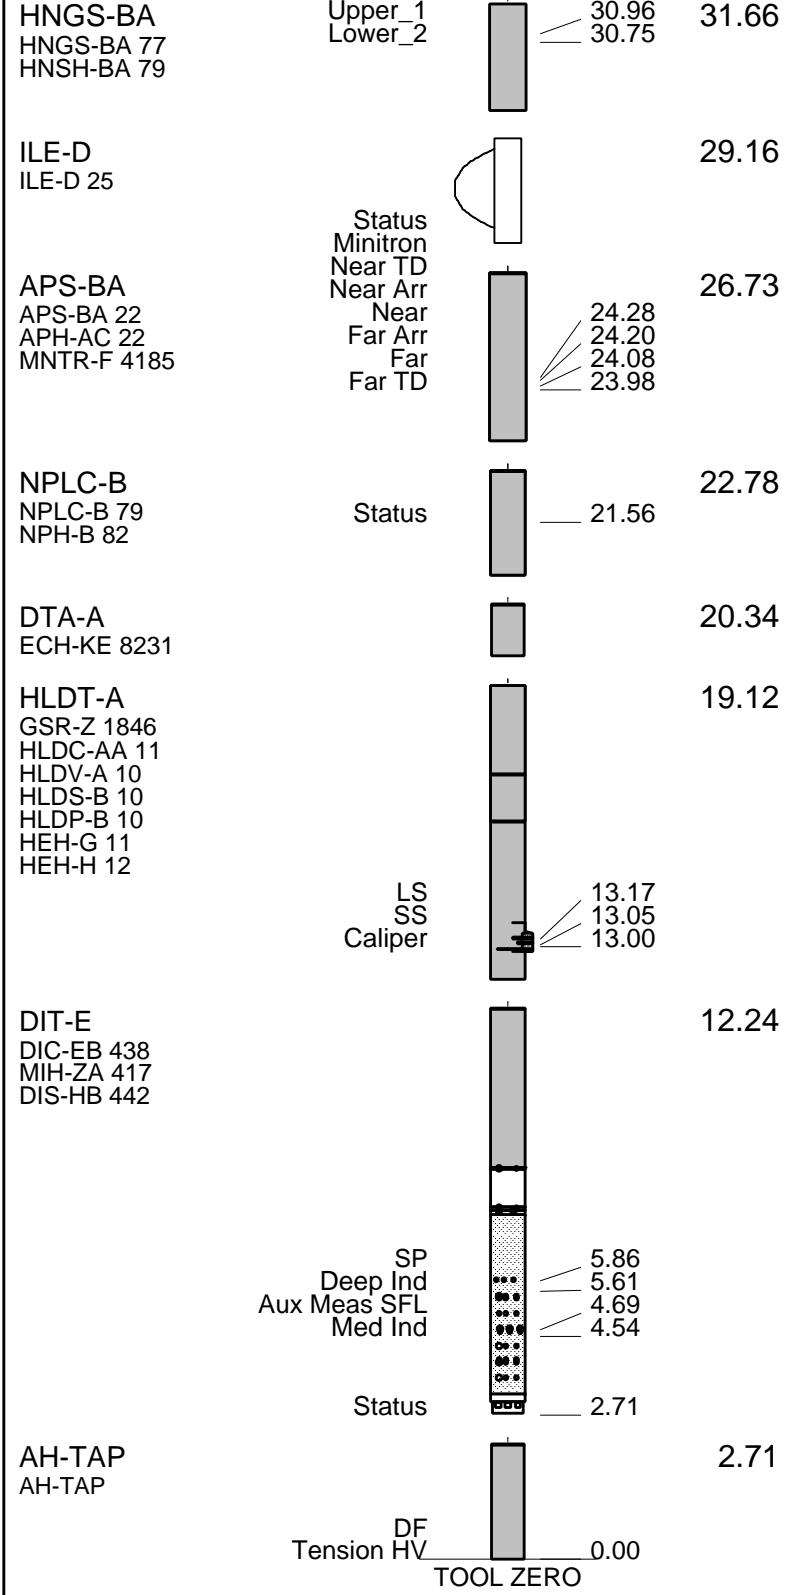 HNGS-BA Upper_1 30.96 31.66
HNGS-BA 77 Lower_2 30.75
HNSH-BA 79
ILE-D 29.16
ILE-D 25
Status
Minitron
Near TD
APS-BA Near Arr 26.73
APS-BA 22 Near 24.28
APH-AC 22 Far Arr 24.20
MNTR-F 4185 Far 24.08
Far TD 23.98
NPLC-B 22.78
NPLC-B 79 Status 21.56
NPH-B 82
DTA-A 20.34
ECH-KE 8231
HLDT-A 19.12
GSR-Z 1846
HLDC-AA 11
HLDV-A 10
HLDS-B 10
HLDP-B 10
HEH-G 11
HEH-H 12
LS 13.17
SS 13.05
Caliper 13.00
DIT-E 12.24
DIC-EB 438
MIH-ZA 417
DIS-HB 442
SP 5.86
Deep Ind 5.61
Aux Meas SFL 4.69
Med Ind 4.54
Status 2.71
AH-TAP 2.71
AH-TAP
DF
Tension HV 0.00
TOOL ZERO